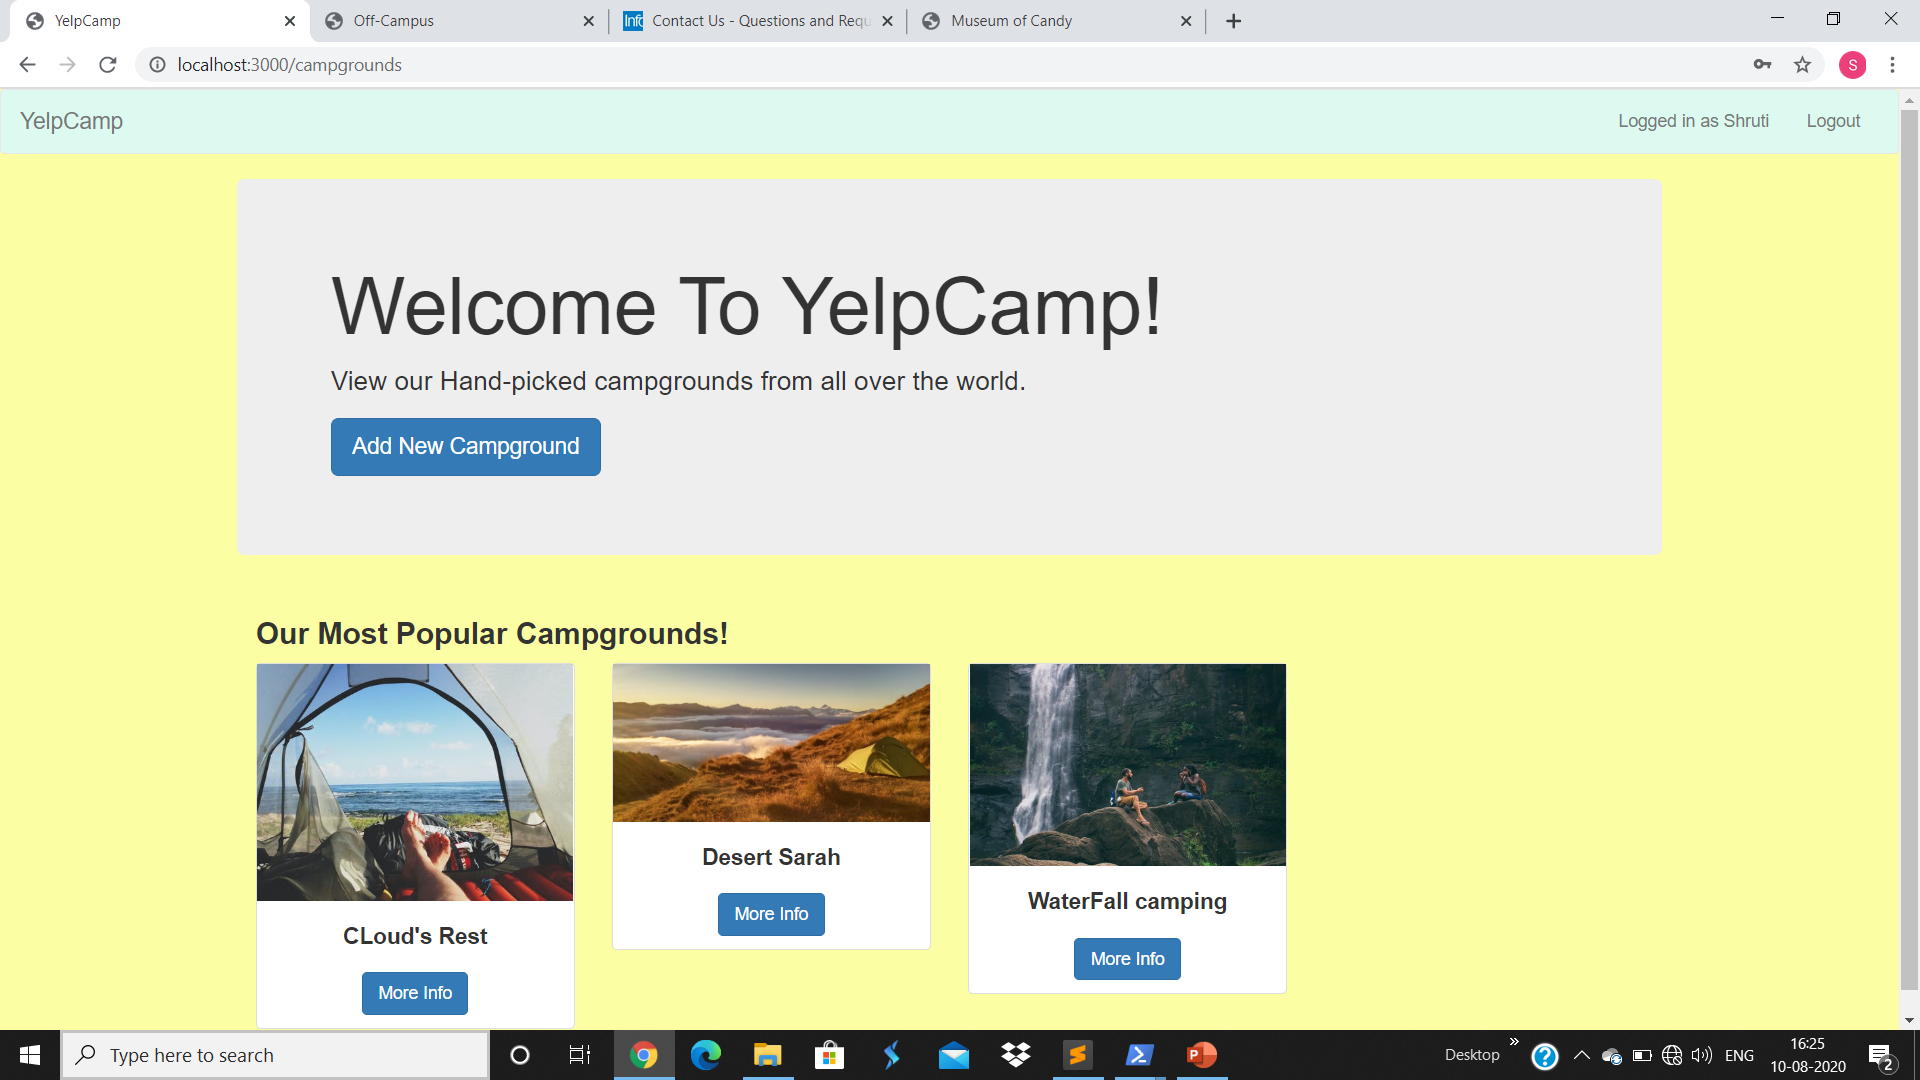 YelpCamp
Off-Campus
Contact Us - Questions and Requ
Museum of Candy
localhost:3000/campgrounds
S
YelpCamp
Logged in as Shruti
Logout
Welcome To YelpCamp!
View our Hand-picked campgrounds from all over the world.
Add New Campground
Our Most Popular Campgrounds!
CLoud's Rest
More Info
Desert Sarah
More Info
WaterFall camping
More Info
Type here to search
Desktop
ENG
16:25
10-08-2020
2